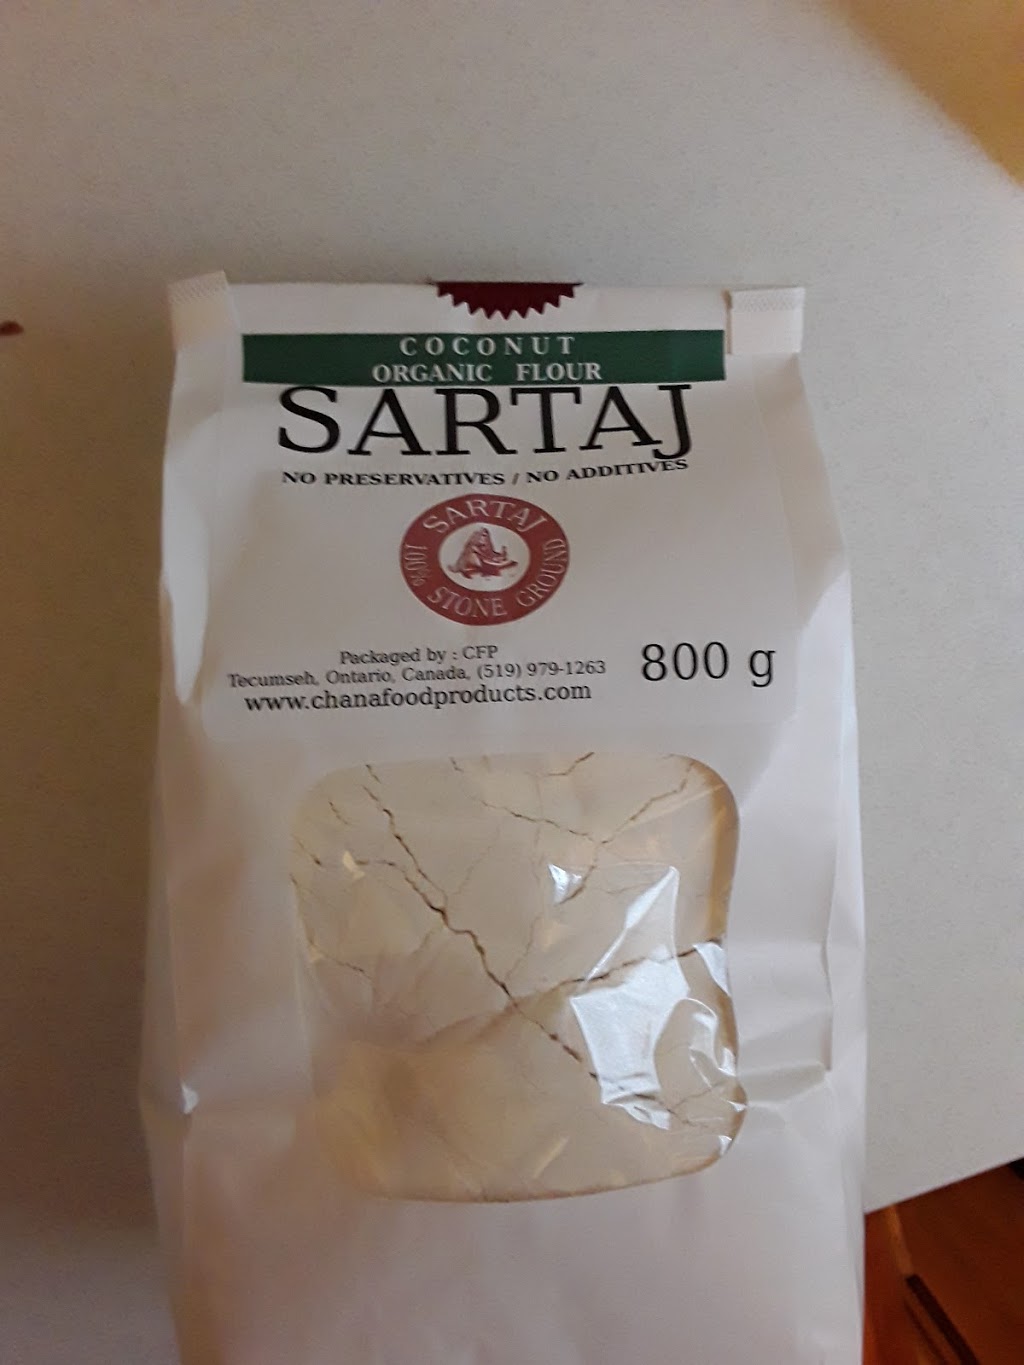 COCONUT
ORGANIC FLOUR
SARTAJ
NO PRESERVATIVES / NO ADDITIVES
SARTAJ
100% STONE GROUND
Packaged by : CFP
Tecumseh, Ontario, Canada, (519) 979-1263
www.chanafoodproducts.com
800 g